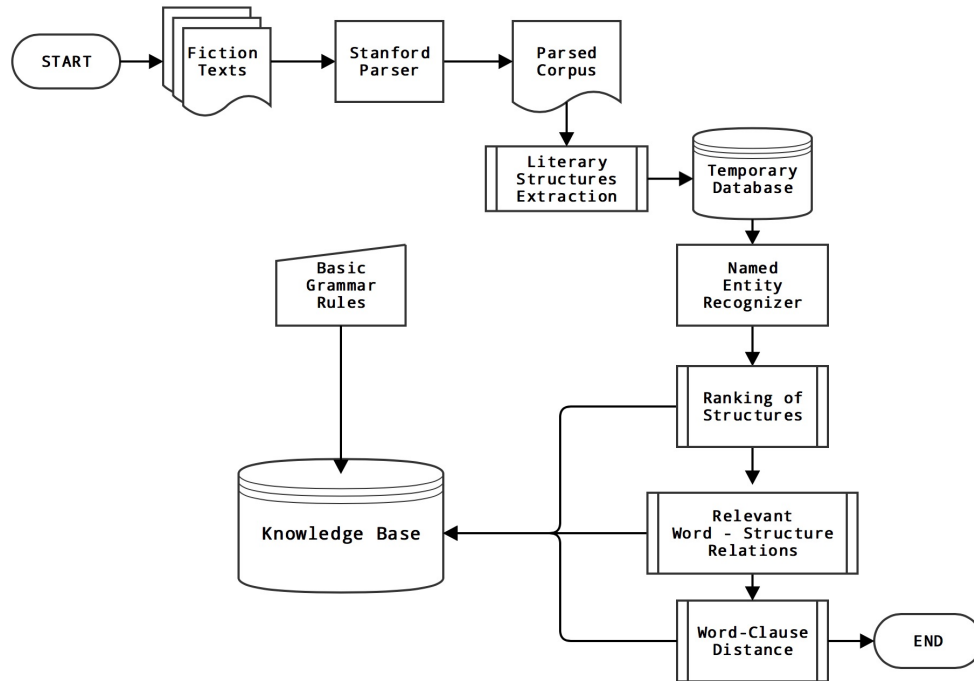 START
Fiction
Texts
Stanford
Parser
Parsed
Corpus
Literary
Structures
Extraction
Temporary
Database
Basic
Grammar
Rules
Named
Entity
Recognizer
Ranking of
Structures
Knowledge Base
Relevant
Word - Structure
Relations
Word-Clause
Distance
END